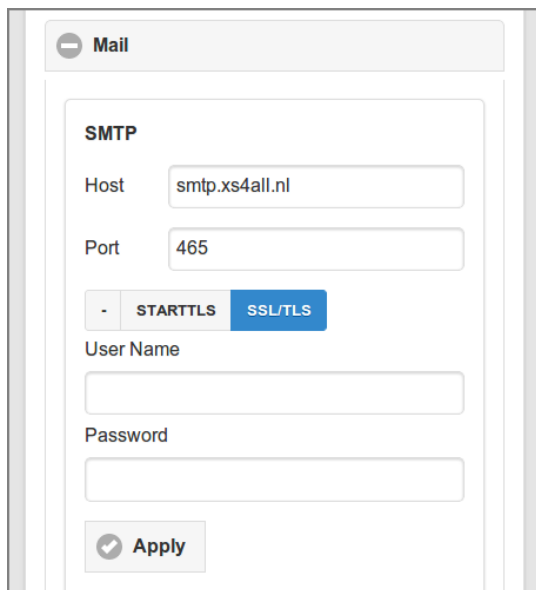 Mail
SMTP
Host smtp.xs4all.nl
Port 465
- STARTTLS SSL/TLS
User Name
Password
Apply